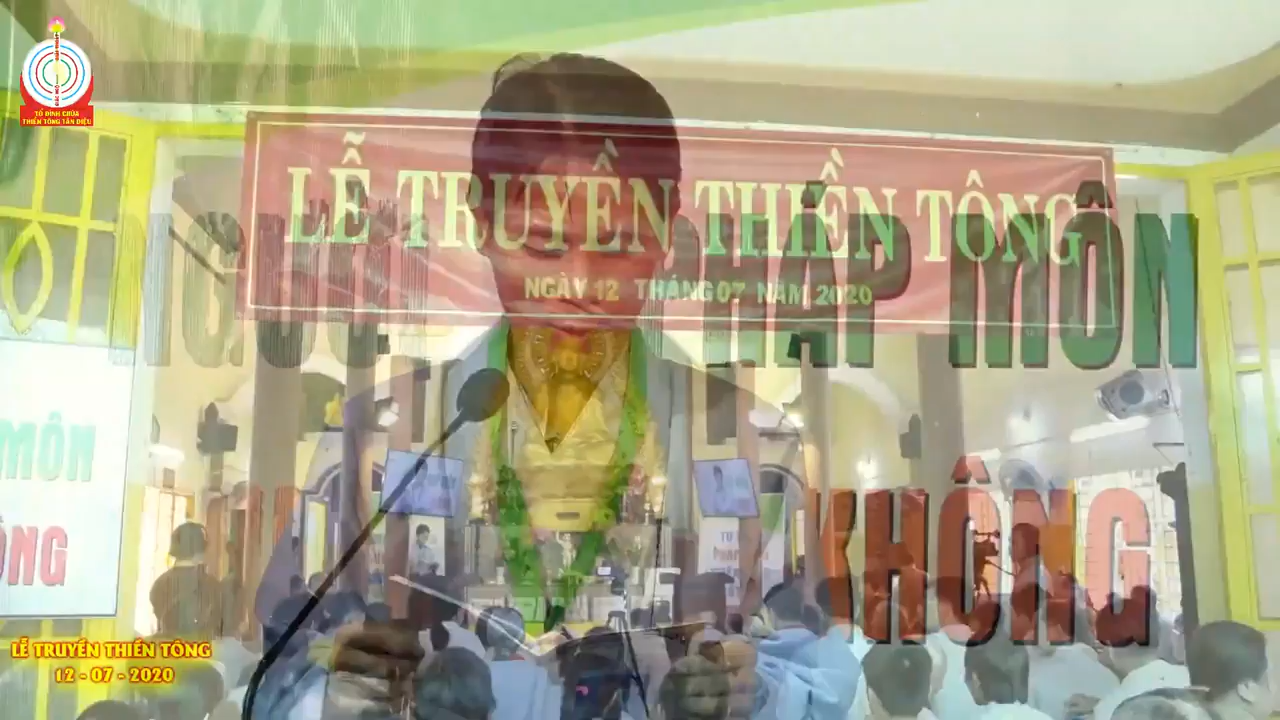 TỔ ĐÌNH CHÙA
THIỀN TÔNG TÂN DIỆU
LỄ TRUYỀN THIỀN TÔNG
NGÀY 12 THÁNG 07 NĂM 2020
PHÁP MÔN
KHÔNG
MÔN
ÔNG
LỄ TRUYỀN THIỀN TÔNG
12 - 07 - 2020